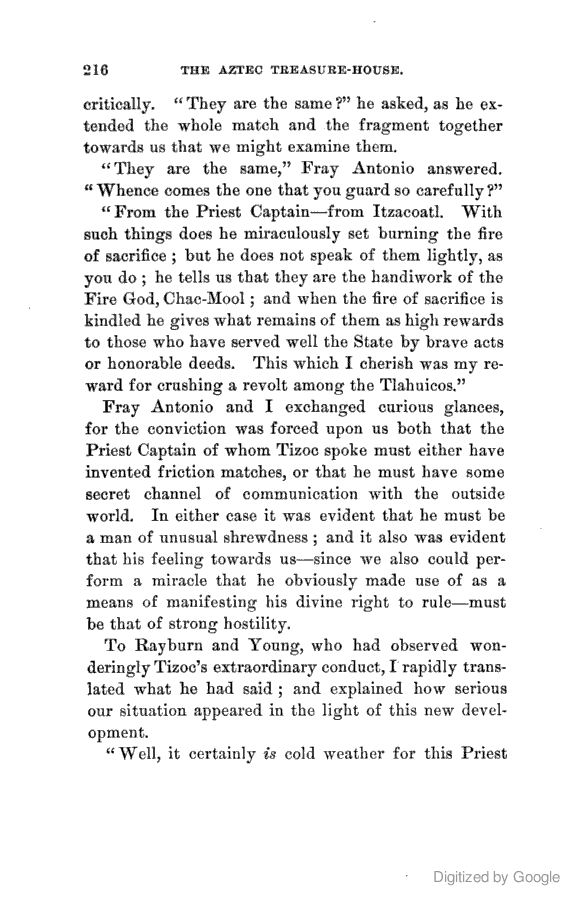 216 THE AZTEC TREASURE-HOUSE.
critically. “They are the same?” he asked, as he ex-
tended the whole match and the fragment together
towards us that we might examine them.
“They are the same,” Fray Antonio answered.
“Whence comes the one that you guard so carefully?”
“From the Priest Captain—from Itzacoatl. With
such things does he miraculously set burning the fire
of sacrifice ; but he does not speak of them lightly, as
you do ; he tells us that they are the handiwork of the
Fire God, Chac-Mool ; and when the fire of sacrifice is
kindled he gives what remains of them as high rewards
to those who have served well the State by brave acts
or honorable deeds. This which I cherish was my re-
ward for crushing a revolt among the Tlahuicos.”
Fray Antonio and I exchanged curious glances,
for the conviction was forced upon us both that the
Priest Captain of whom Tizoc spoke must either have
invented friction matches, or that he must have some
secret channel of communication with the outside
world. In either case it was evident that he must be
a man of unusual shrewdness ; and it also was evident
that his feeling towards us—since we also could per-
form a miracle that he obviously made use of as a
means of manifesting his divine right to rule—must
be that of strong hostility.
To Rayburn and Young, who had observed won-
deringly Tizoc’s extraordinary conduct, I rapidly trans-
lated what he had said ; and explained how serious
our situation appeared in the light of this new devel-
opment.
“Well, it certainly is cold weather for this Priest
Digitized by Google